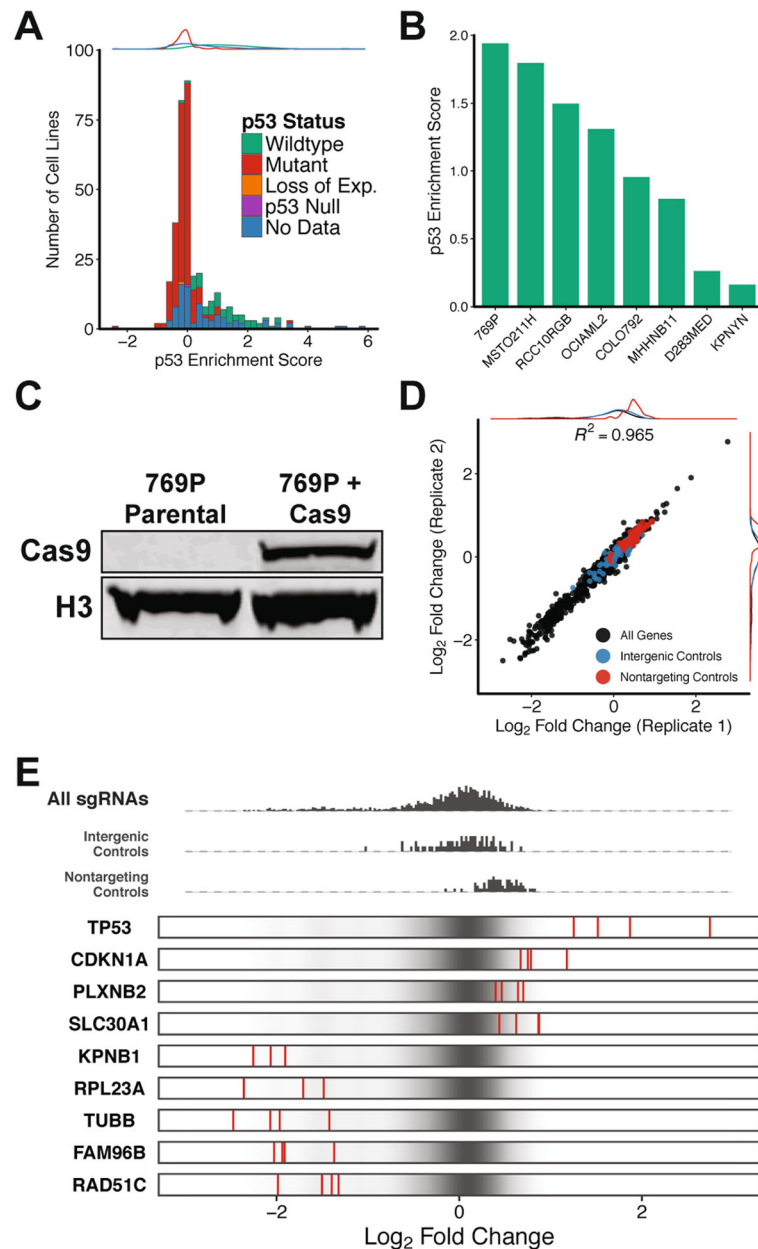 A
100
75
50
25
0
Number of Cell Lines
p53 Status
Wildtype
Mutant
Loss of Exp.
p53 Null
No Data
−2 0 2 4 6
p53 Enrichment Score
B
2.0
1.5
1.0
0.5
0.0
p53 Enrichment Score
769P
MSTO211H
RCC10RGB
OCIAML2
COLO792
MHHNB11
D283MED
KPNYN
C
769P
Parental
769P +
Cas9
Cas9
H3
D
R² = 0.965
Log₂ Fold Change (Replicate 2)
2
0
−2
All Genes
Intergenic Controls
Nontargeting Controls
−2 0 2
Log₂ Fold Change (Replicate 1)
E
All sgRNAs
Intergenic
Controls
Nontargeting
Controls
TP53
CDKN1A
PLXNB2
SLC30A1
KPNB1
RPL23A
TUBB
FAM96B
RAD51C
−2 0 2
Log₂ Fold Change